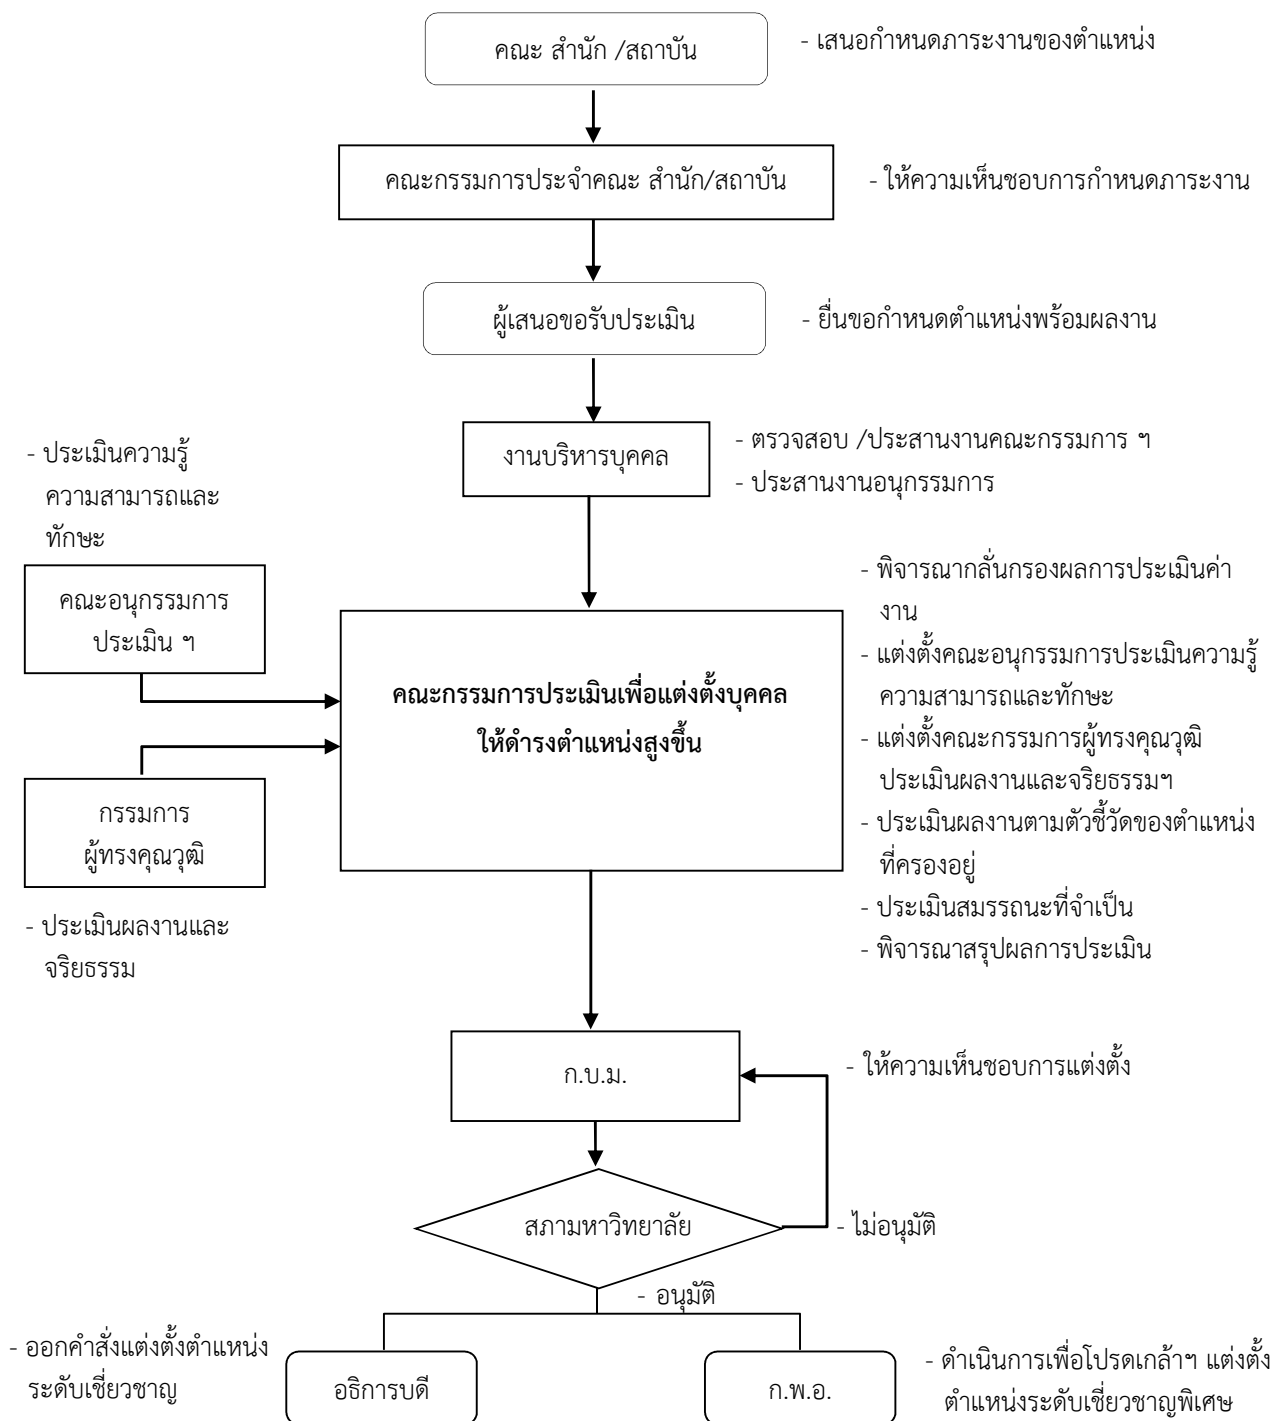 คณะ สำนัก /สถาบัน
- เสนอกำหนดภาระงานของตำแหน่ง
คณะกรรมการประจำคณะ สำนัก/สถาบัน
- ให้ความเห็นชอบการกำหนดภาระงาน
ผู้เสนอขอรับประเมิน
- ยื่นขอกำหนดตำแหน่งพร้อมผลงาน
งานบริหารบุคคล
- ตรวจสอบ /ประสานงานคณะกรรมการ ฯ
- ประสานงานอนุกรรมการ
- ประเมินความรู้
ความสามารถและ
ทักษะ
คณะอนุกรรมการ
ประเมิน ฯ
คณะกรรมการประเมินเพื่อแต่งตั้งบุคคล
ให้ดำรงตำแหน่งสูงขึ้น
- พิจารณากลั่นกรองผลการประเมินค่า
งาน
- แต่งตั้งคณะอนุกรรมการประเมินความรู้
ความสามารถและทักษะ
- แต่งตั้งคณะกรรมการผู้ทรงคุณวุฒิ
ประเมินผลงานและจริยธรรมฯ
- ประเมินผลงานตามตัวชี้วัดของตำแหน่ง
ที่ครองอยู่
- ประเมินสมรรถนะที่จำเป็น
- พิจารณาสรุปผลการประเมิน
กรรมการ
ผู้ทรงคุณวุฒิ
- ประเมินผลงานและ
จริยธรรม
ก.บ.ม.
- ให้ความเห็นชอบการแต่งตั้ง
สภามหาวิทยาลัย
- ไม่อนุมัติ
- อนุมัติ
- ออกคำสั่งแต่งตั้งตำแหน่ง
ระดับเชี่ยวชาญ
อธิการบดี
ก.พ.อ.
- ดำเนินการเพื่อโปรดเกล้าฯ แต่งตั้ง
ตำแหน่งระดับเชี่ยวชาญพิเศษ